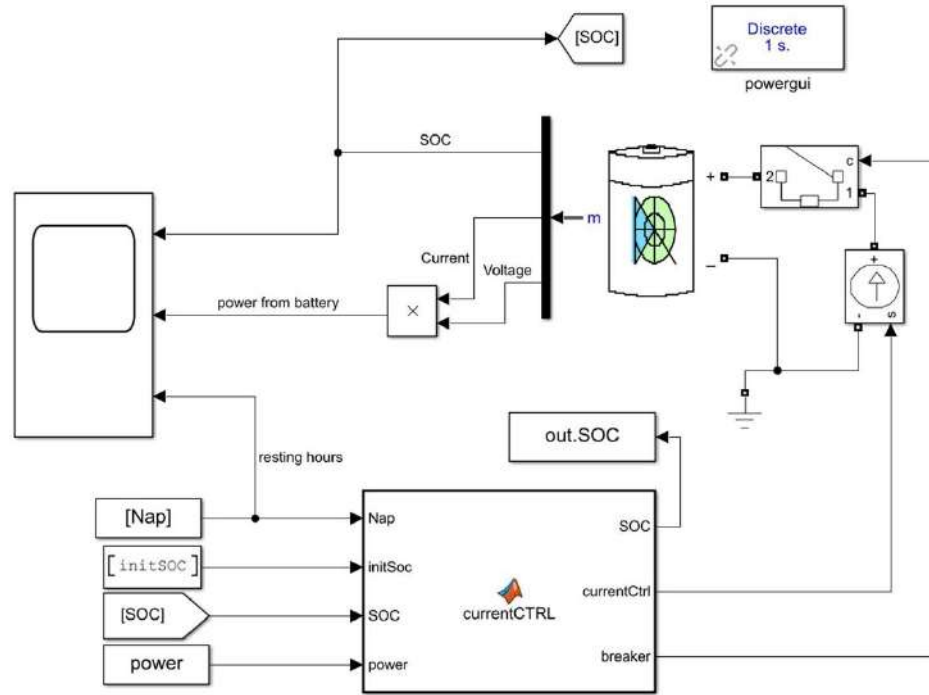 [SOC]
Discrete
1 s.
powergui
SOC
+
2
c
1
m
Current
Voltage
−
+
power from battery
×
-
s
out.SOC
resting hours
[Nap]
Nap
SOC
[initSOC]
initSoc
currentCtrl
[SOC]
SOC
currentCTRL
power
power
breaker